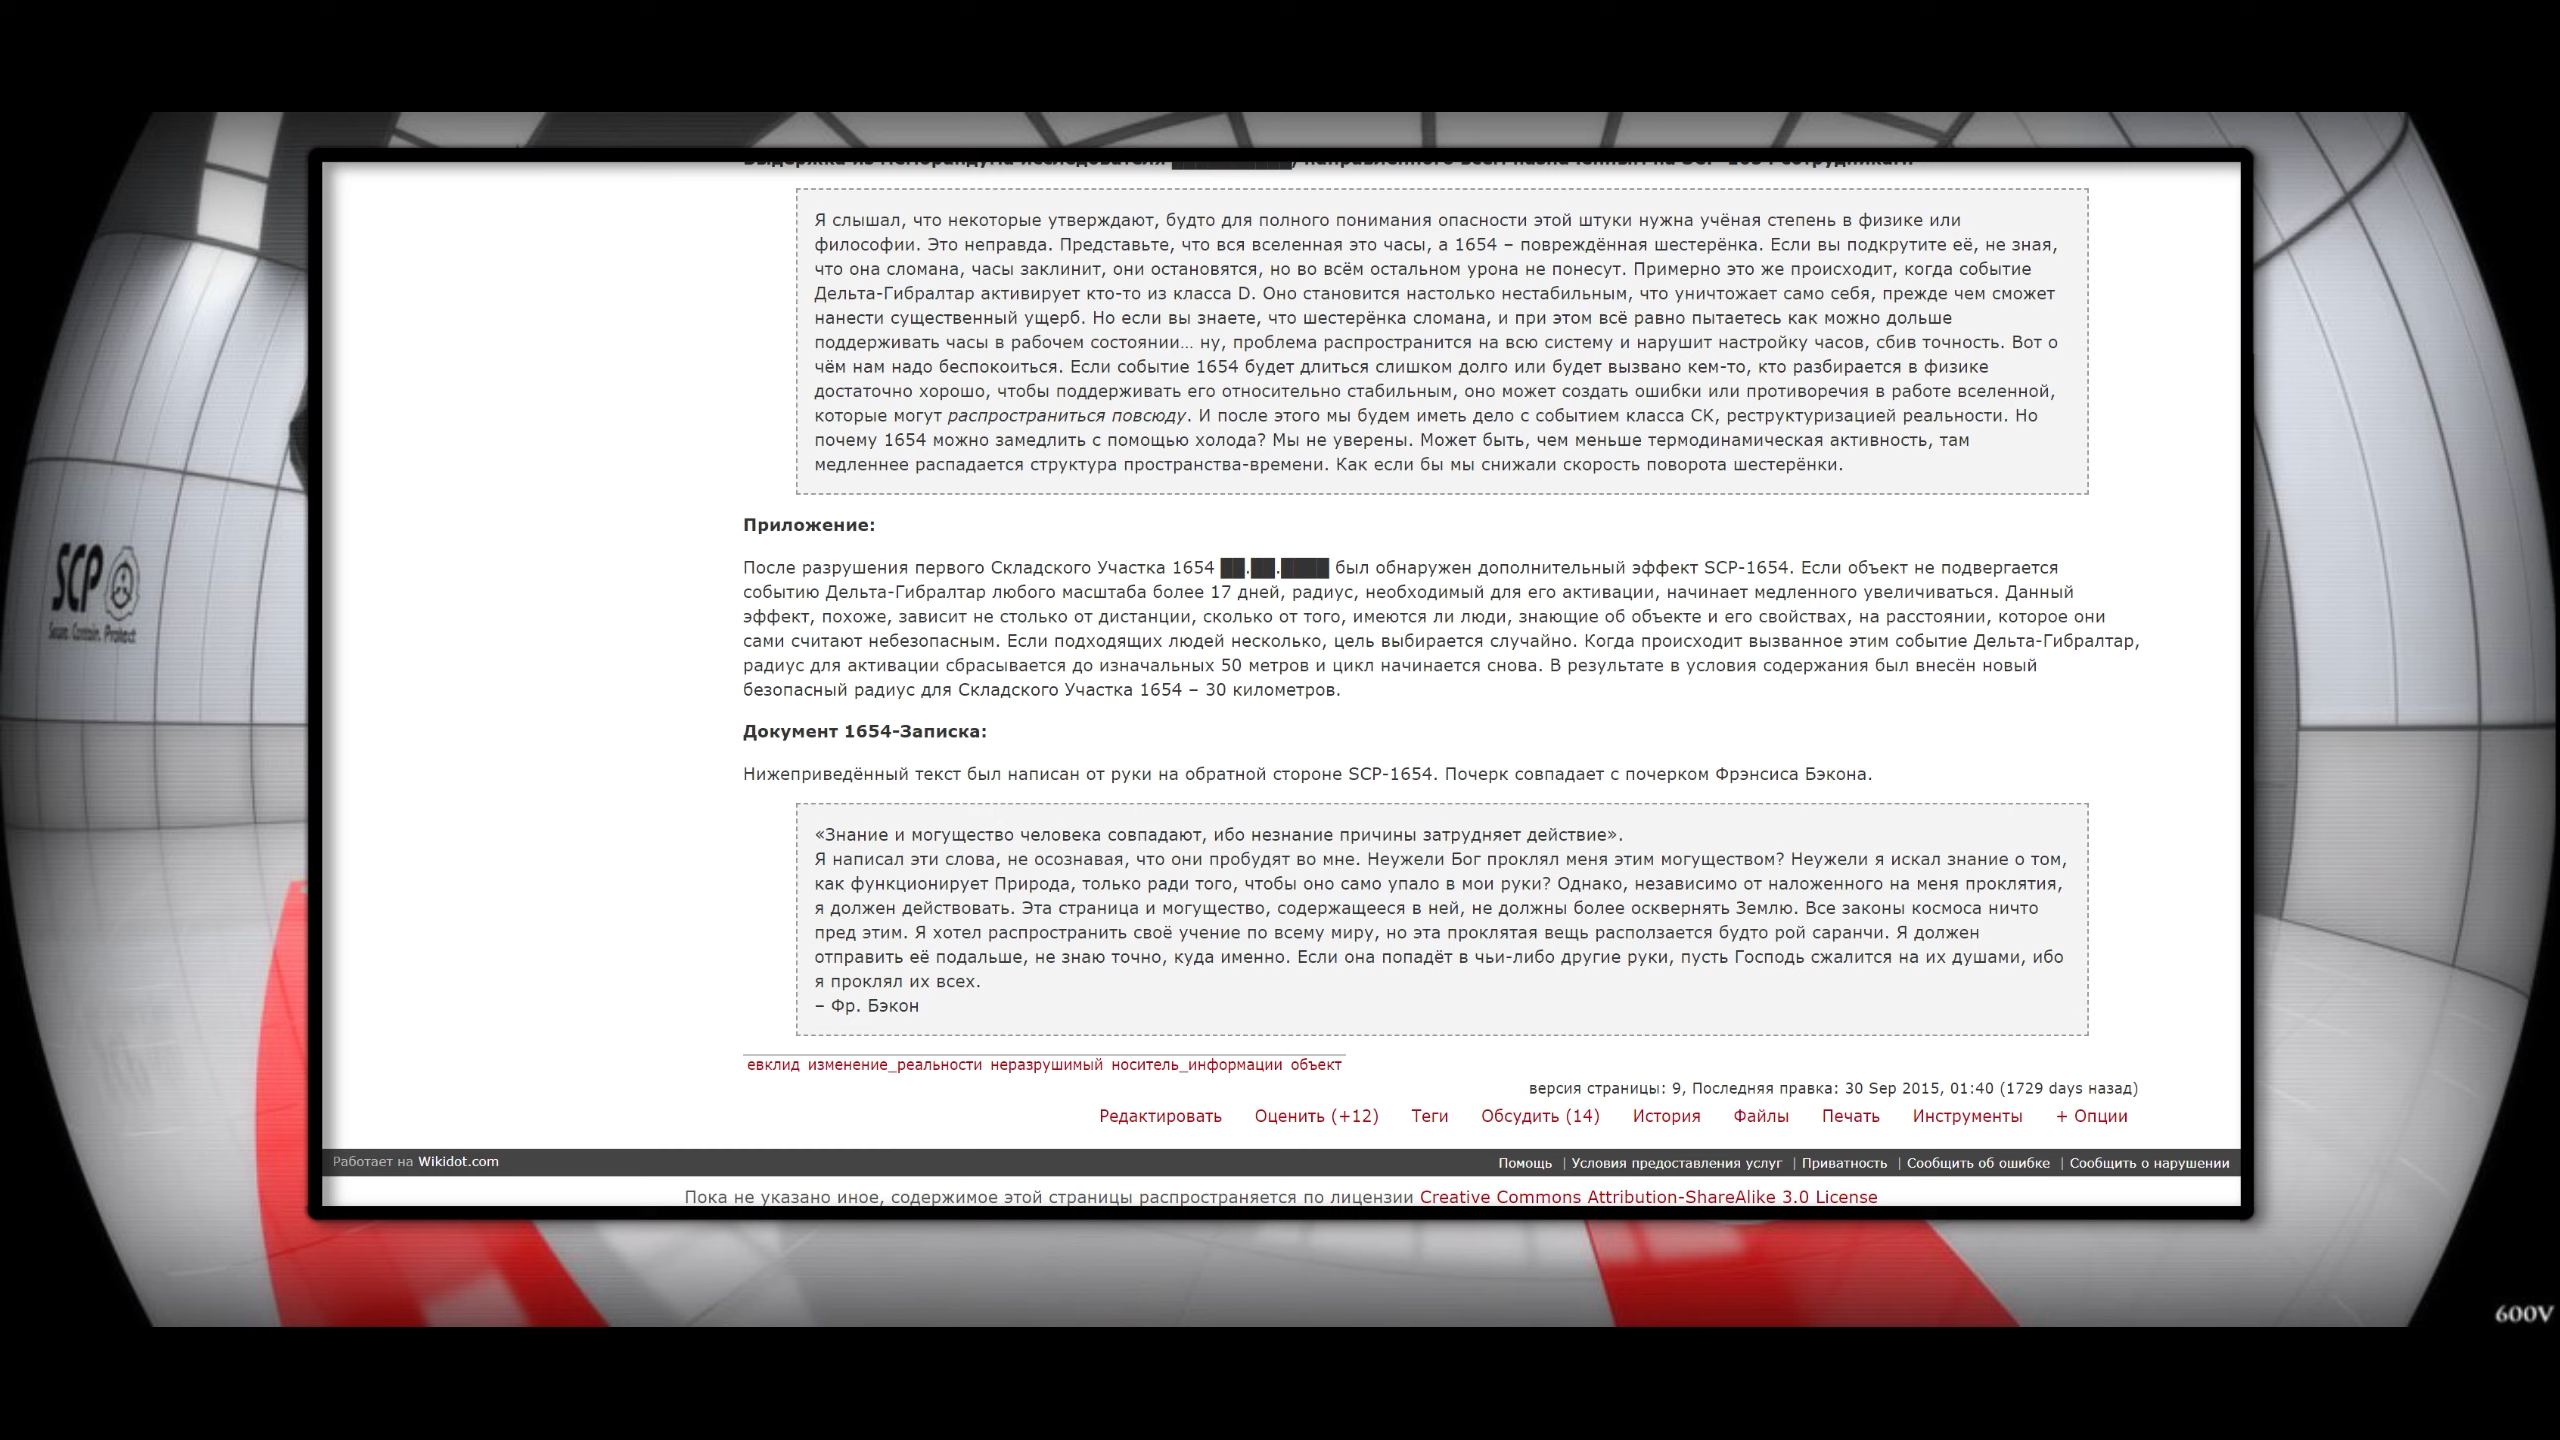 Выдержка из меморандума исследователя ██████████, направленного всем назначенным на SCP-1654 сотрудникам:
Я слышал, что некоторые утверждают, будто для полного понимания опасности этой штуки нужна учёная степень в физике или
философии. Это неправда. Представьте, что вся вселенная это часы, а 1654 – повреждённая шестерёнка. Если вы подкрутите её, не зная,
что она сломана, часы заклинит, они остановятся, но во всём остальном урона не понесут. Примерно это же происходит, когда событие
Дельта-Гибралтар активирует кто-то из класса D. Оно становится настолько нестабильным, что уничтожает само себя, прежде чем сможет
нанести существенный ущерб. Но если вы знаете, что шестерёнка сломана, и при этом всё равно пытаетесь как можно дольше
поддерживать часы в рабочем состоянии… ну, проблема распространится на всю систему и нарушит настройку часов, сбив точность. Вот о
чём нам надо беспокоиться. Если событие 1654 будет длиться слишком долго или будет вызвано кем-то, кто разбирается в физике
достаточно хорошо, чтобы поддерживать его относительно стабильным, оно может создать ошибки или противоречия в работе вселенной,
которые могут распространиться повсюду. И после этого мы будем иметь дело с событием класса СК, реструктуризацией реальности. Но
почему 1654 можно замедлить с помощью холода? Мы не уверены. Может быть, чем меньше термодинамическая активность, там
медленнее распадается структура пространства-времени. Как если бы мы снижали скорость поворота шестерёнки.
Приложение:
После разрушения первого Складского Участка 1654 ██.██.████ был обнаружен дополнительный эффект SCP-1654. Если объект не подвергается
событию Дельта-Гибралтар любого масштаба более 17 дней, радиус, необходимый для его активации, начинает медленного увеличиваться. Данный
эффект, похоже, зависит не столько от дистанции, сколько от того, имеются ли люди, знающие об объекте и его свойствах, на расстоянии, которое они
сами считают небезопасным. Если подходящих людей несколько, цель выбирается случайно. Когда происходит вызванное этим событие Дельта-Гибралтар,
радиус для активации сбрасывается до изначальных 50 метров и цикл начинается снова. В результате в условия содержания был внесён новый
безопасный радиус для Складского Участка 1654 – 30 километров.
Документ 1654-Записка:
Нижеприведённый текст был написан от руки на обратной стороне SCP-1654. Почерк совпадает с почерком Фрэнсиса Бэкона.
«Знание и могущество человека совпадают, ибо незнание причины затрудняет действие».
Я написал эти слова, не осознавая, что они пробудят во мне. Неужели Бог проклял меня этим могуществом? Неужели я искал знание о том,
как функционирует Природа, только ради того, чтобы оно само упало в мои руки? Однако, независимо от наложенного на меня проклятия,
я должен действовать. Эта страница и могущество, содержащееся в ней, не должны более осквернять Землю. Все законы космоса ничто
пред этим. Я хотел распространить своё учение по всему миру, но эта проклятая вещь расползается будто рой саранчи. Я должен
отправить её подальше, не знаю точно, куда именно. Если она попадёт в чьи-либо другие руки, пусть Господь сжалится на их душами, ибо
я проклял их всех.
– Фр. Бэкон
евклид изменение_реальности неразрушимый носитель_информации объект
версия страницы: 9, Последняя правка: 30 Sep 2015, 01:40 (1729 days назад)
Редактировать Оценить (+12) Теги Обсудить (14) История Файлы Печать Инструменты + Опции
Работает на Wikidot.com
Помощь | Условия предоставления услуг | Приватность | Сообщить об ошибке | Сообщить о нарушении
Пока не указано иное, содержимое этой страницы распространяется по лицензии Creative Commons Attribution-ShareAlike 3.0 License
SCP
Secure. Contain. Protect
600V